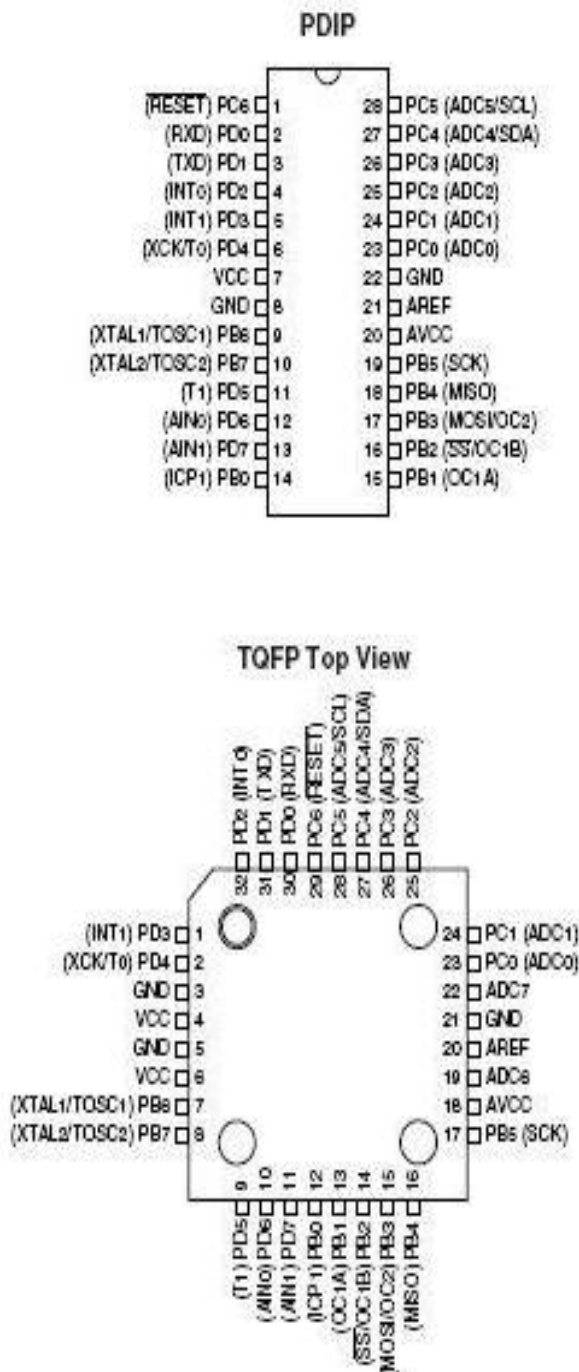 PDIP
(RESET) PC6 1 28 PC5 (ADC5/SCL)
(RXD) PD0 2 27 PC4 (ADC4/SDA)
(TXD) PD1 3 26 PC3 (ADC3)
(INT0) PD2 4 25 PC2 (ADC2)
(INT1) PD3 5 24 PC1 (ADC1)
(XCK/T0) PD4 6 23 PC0 (ADC0)
VCC 7 22 GND
GND 8 21 AREF
(XTAL1/TOSC1) PB6 9 20 AVCC
(XTAL2/TOSC2) PB7 10 19 PB5 (SCK)
(T1) PD5 11 18 PB4 (MISO)
(AIN0) PD6 12 17 PB3 (MOSI/OC2)
(AIN1) PD7 13 16 PB2 (SS/OC1B)
(ICP1) PB0 14 15 PB1 (OC1A)
TQFP Top View
32 PD2 (INT0)
31 PD1 (TXD)
30 PD0 (RXD)
29 PC6 (RESET)
28 PC5 (ADC5/SCL)
27 PC4 (ADC4/SDA)
26 PC3 (ADC3)
25 PC2 (ADC2)
(INT1) PD3 1 24 PC1 (ADC1)
(XCK/T0) PD4 2 23 PC0 (ADC0)
GND 3 22 ADC7
VCC 4 21 GND
GND 5 20 AREF
VCC 6 19 ADC6
(XTAL1/TOSC1) PB6 7 18 AVCC
(XTAL2/TOSC2) PB7 8 17 PB5 (SCK)
(T1) PD5 9
(AIN0) PD6 10
(AIN1) PD7 11
(ICP1) PB0 12
(OC1A) PB1 13
(SS/OC1B) PB2 14
MOSI/OC2) PB3 15
(MISO) PB4 16